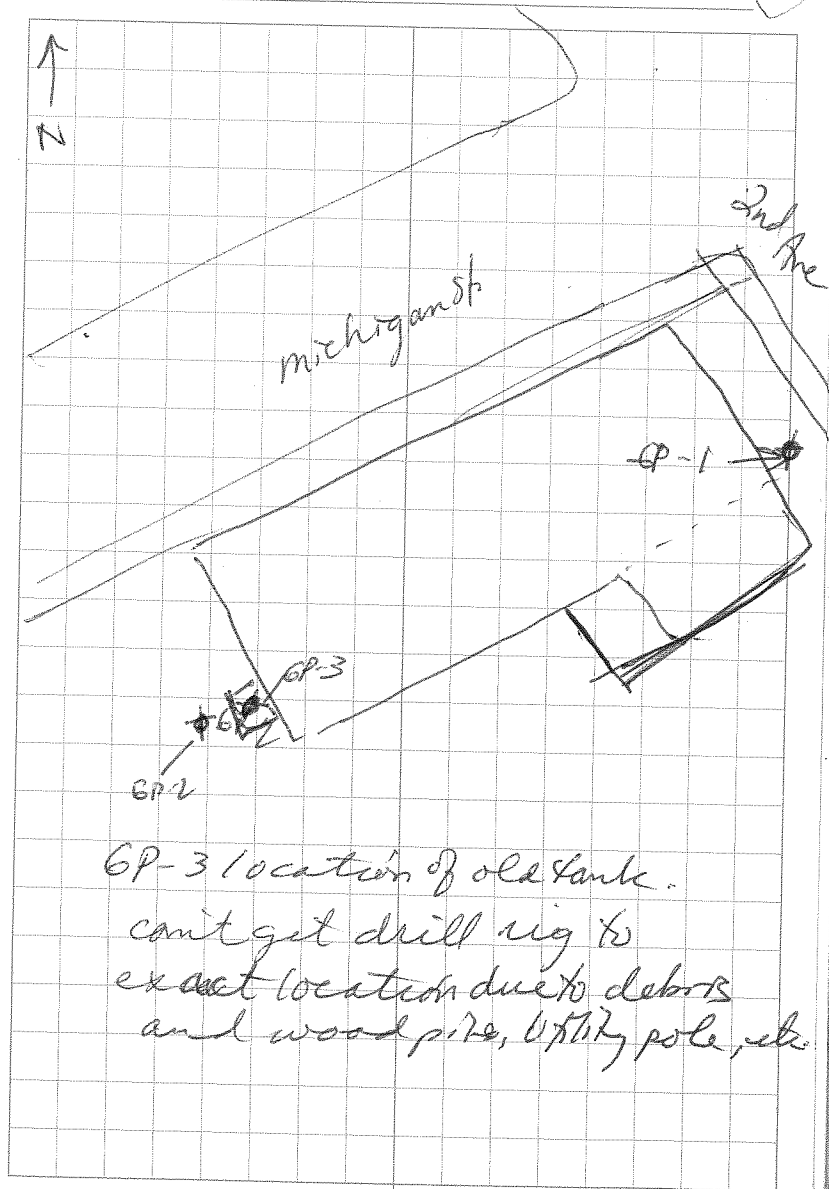 N
2nd
Ave
Michigan St.
GP-1
GP-3
GP-2
GP-3 location of old tank.
can't get drill rig to
exact location due to debris
and wood pile, utility pole, etc.